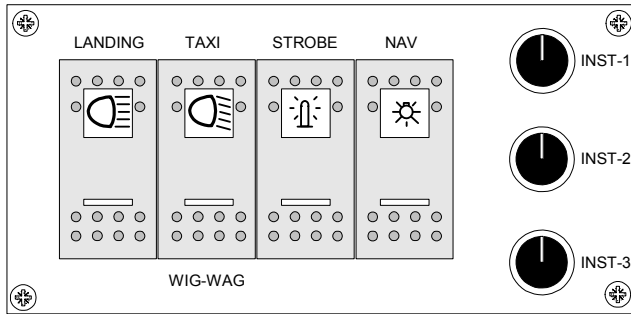 LANDING TAXI STROBE NAV
INST-1
INST-2
INST-3
WIG-WAG